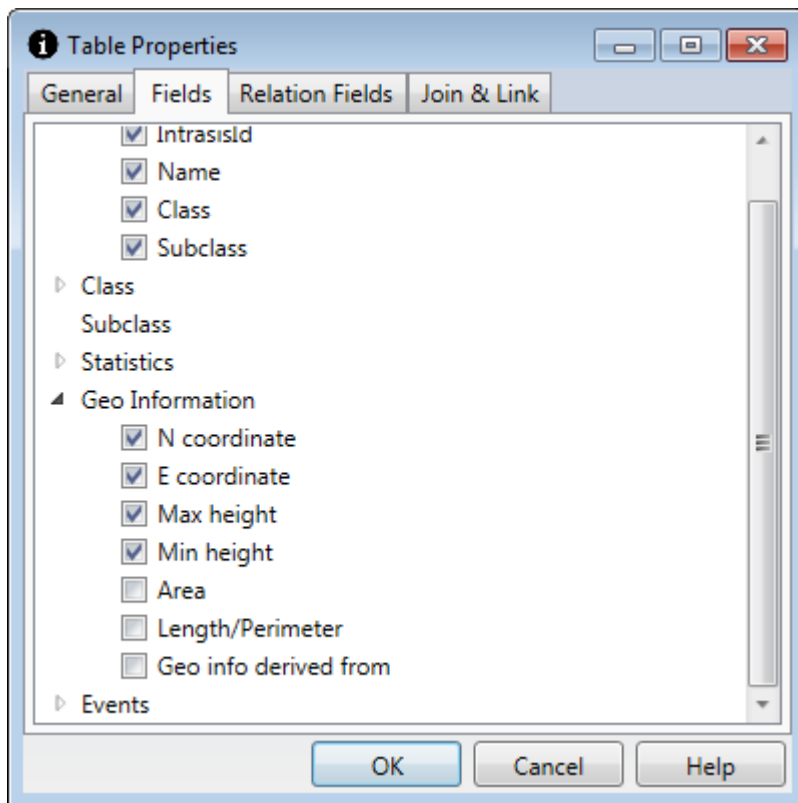 Table Properties
General Fields Relation Fields Join & Link
IntrasisId
Name
Class
Subclass
Class
Subclass
Statistics
Geo Information
N coordinate
E coordinate
Max height
Min height
Area
Length/Perimeter
Geo info derived from
Events
OK Cancel Help